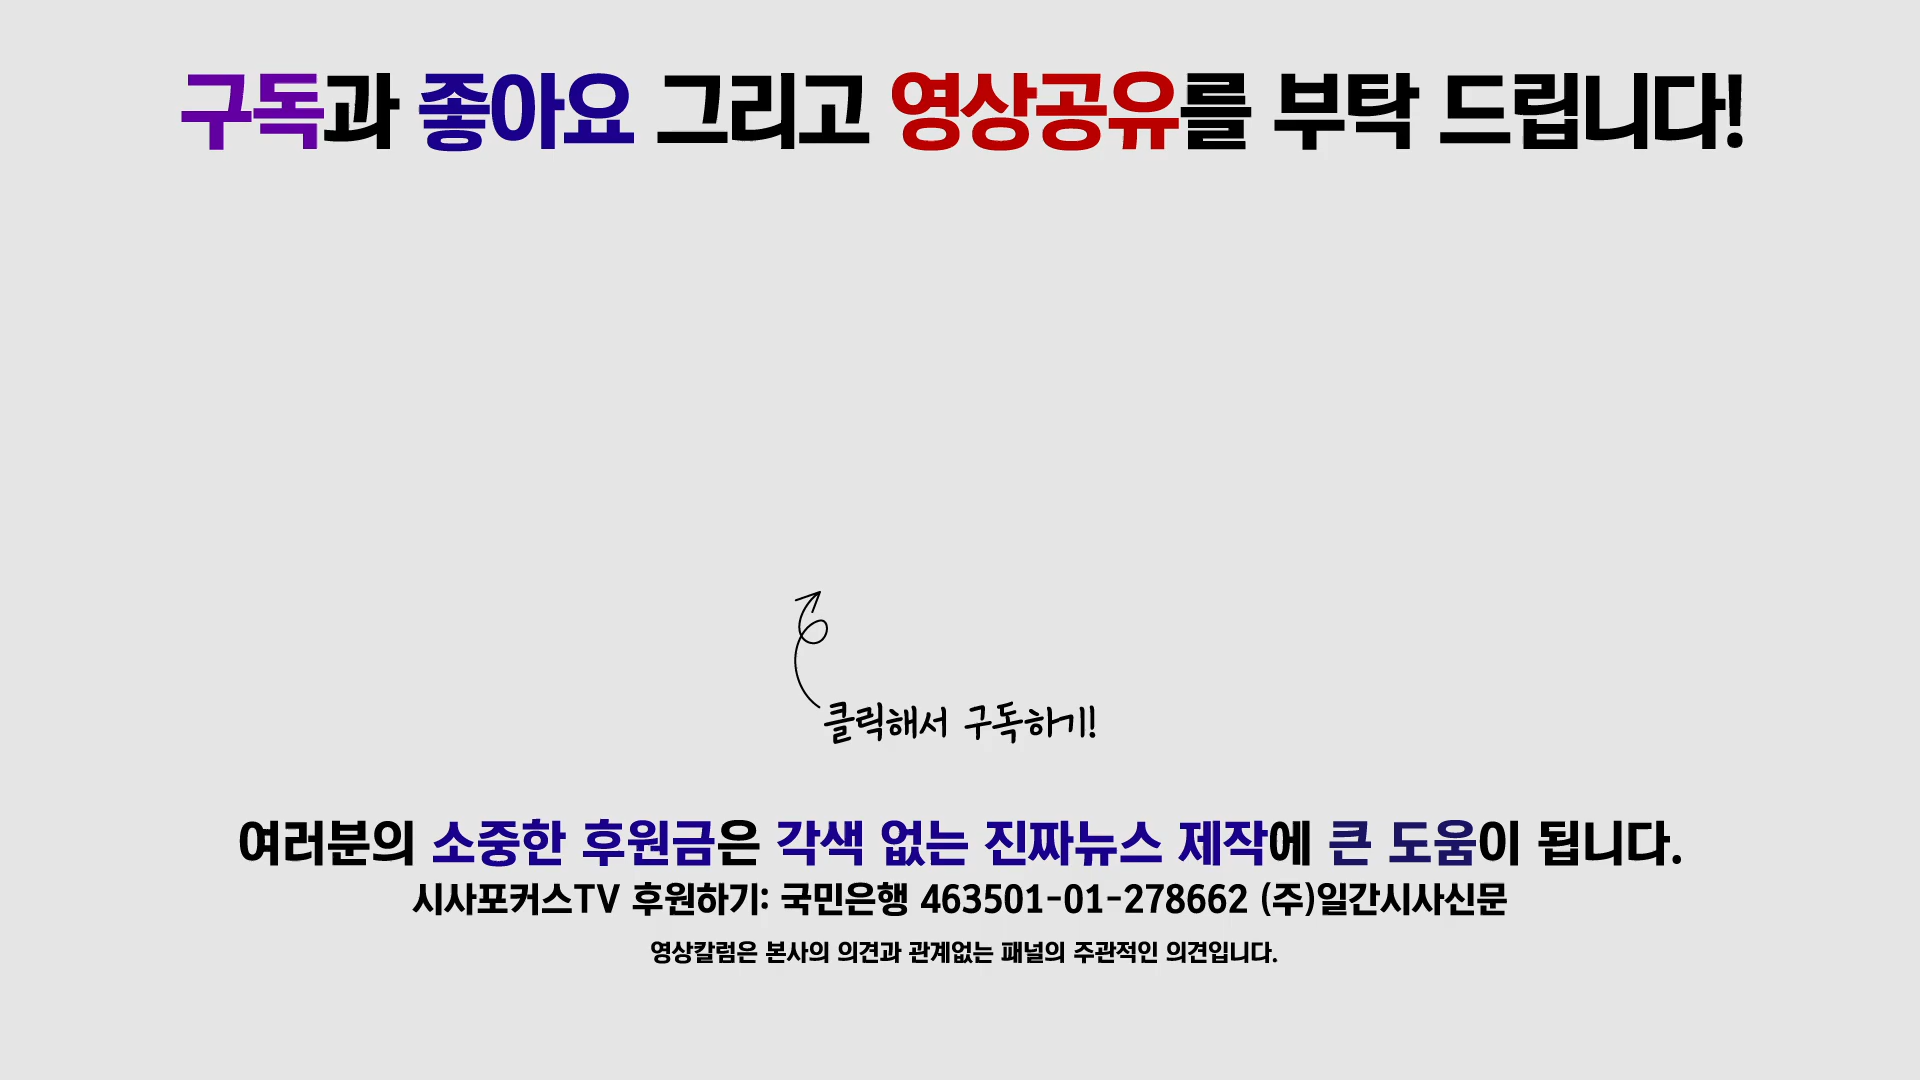 구독과 좋아요 그리고 영상공유를 부탁 드립니다!
클릭해서 구독하기!
여러분의 소중한 후원금은 각색 없는 진짜뉴스 제작에 큰 도움이 됩니다.
시사포커스TV 후원하기: 국민은행 463501-01-278662 (주)일간시사신문
영상칼럼은 본사의 의견과 관계없는 패널의 주관적인 의견입니다.